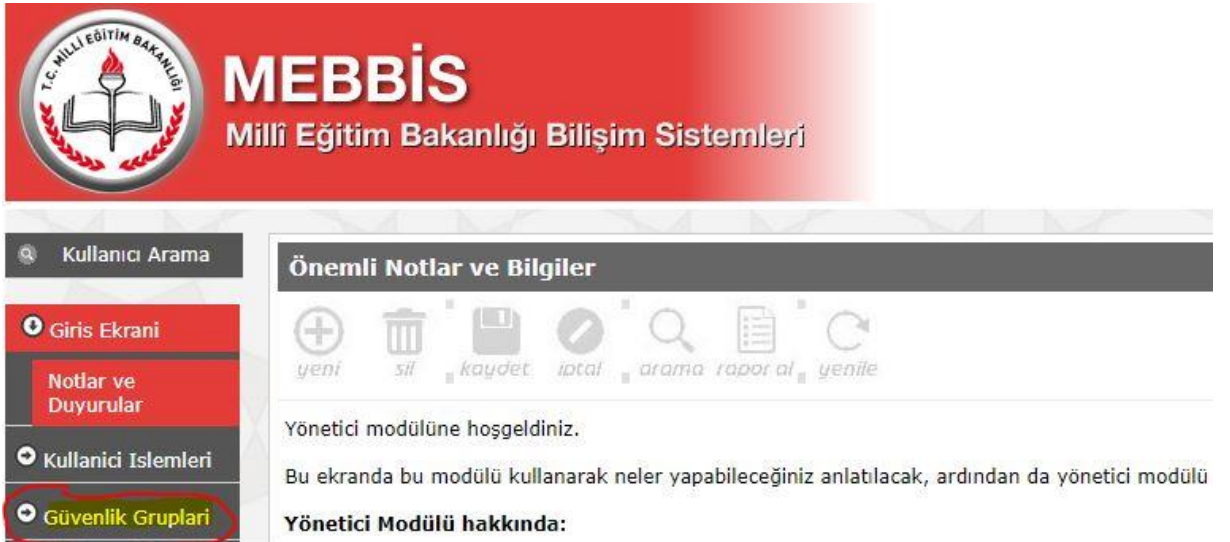 T.C. MİLLÎ EĞİTİM BAKANLIĞI
MEBBİS
Millî Eğitim Bakanlığı Bilişim Sistemleri
Kullanıcı Arama
Önemli Notlar ve Bilgiler
Giris Ekrani
yeni sil kaydet iptal arama rapor al yenile
Notlar ve
Duyurular
Yönetici modülüne hoşgeldiniz.
Kullanici Islemleri
Bu ekranda bu modülü kullanarak neler yapabileceğiniz anlatılacak, ardından da yönetici modülü
Güvenlik Gruplari
Yönetici Modülü hakkında: